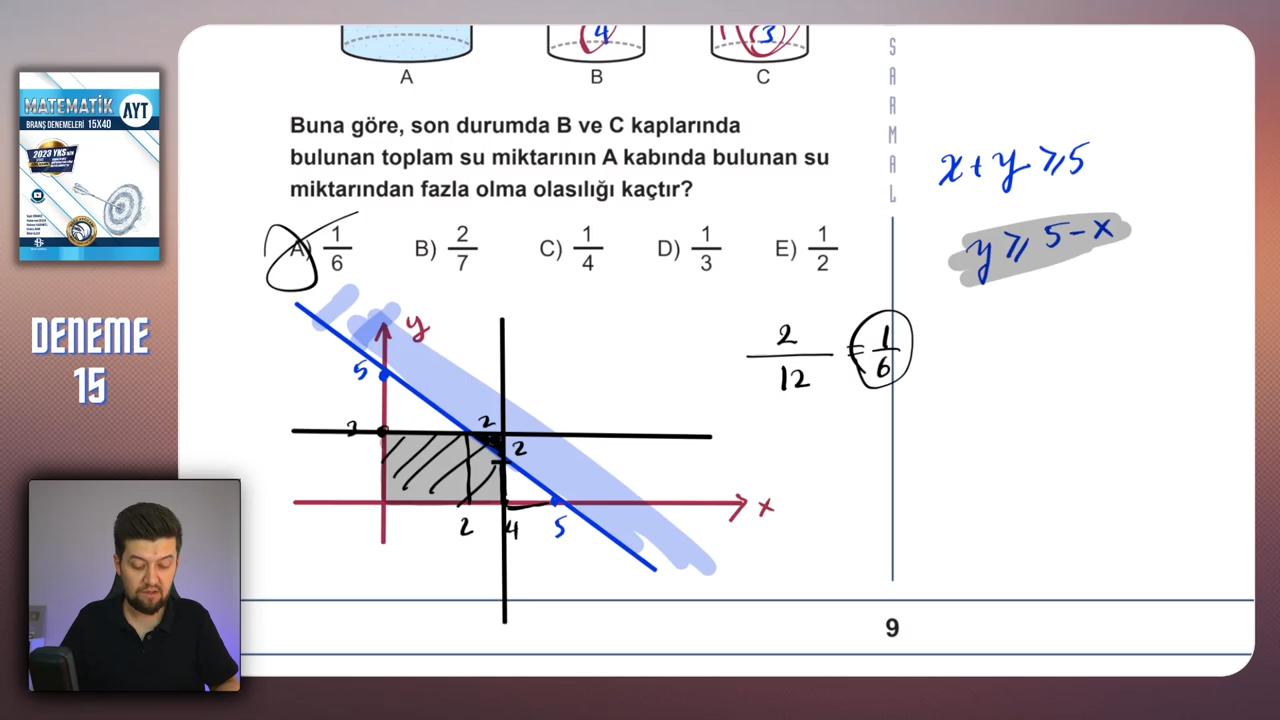 MATEMATİK AYT
BRANŞ DENEMELERİ 15X40
2023 YKS'NİN
DENEME
15
4
3
A
B
C
Buna göre, son durumda B ve C kaplarında
bulunan toplam su miktarının A kabında bulunan su
miktarından fazla olma olasılığı kaçtır?
A) 1/6 B) 2/7 C) 1/4 D) 1/3 E) 1/2
SARMAL
x+y ≥ 5
y ≥ 5-x
2/12 = 1/6
y
5
3
2
2
x
2
4
5
9